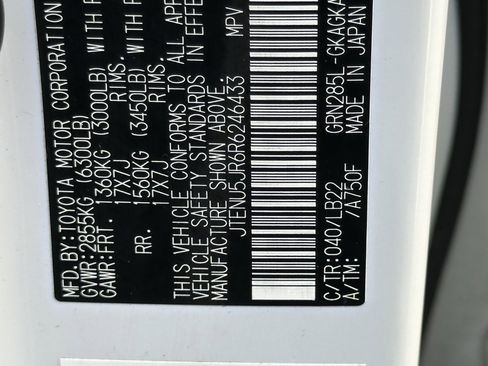 MFD. BY: TOYOTA MOTOR CORPORATION
GVWR: 2855KG (6300LB)
GAWR: FRT. 1360KG (3000LB) WITH
17X7J RIMS.
RR. 1560KG (3450LB) WITH
17X7J RIMS.
THIS VEHICLE CONFORMS TO ALL APP
VEHICLE SAFETY STANDARDS IN EFFE
MANUFACTURE SHOWN ABOVE.
JTENU5JR6R6246433 MPV
C/TR: 040/LB22 GRN285L-GKAGKA
A/TM: /A750F MADE IN JAPAN